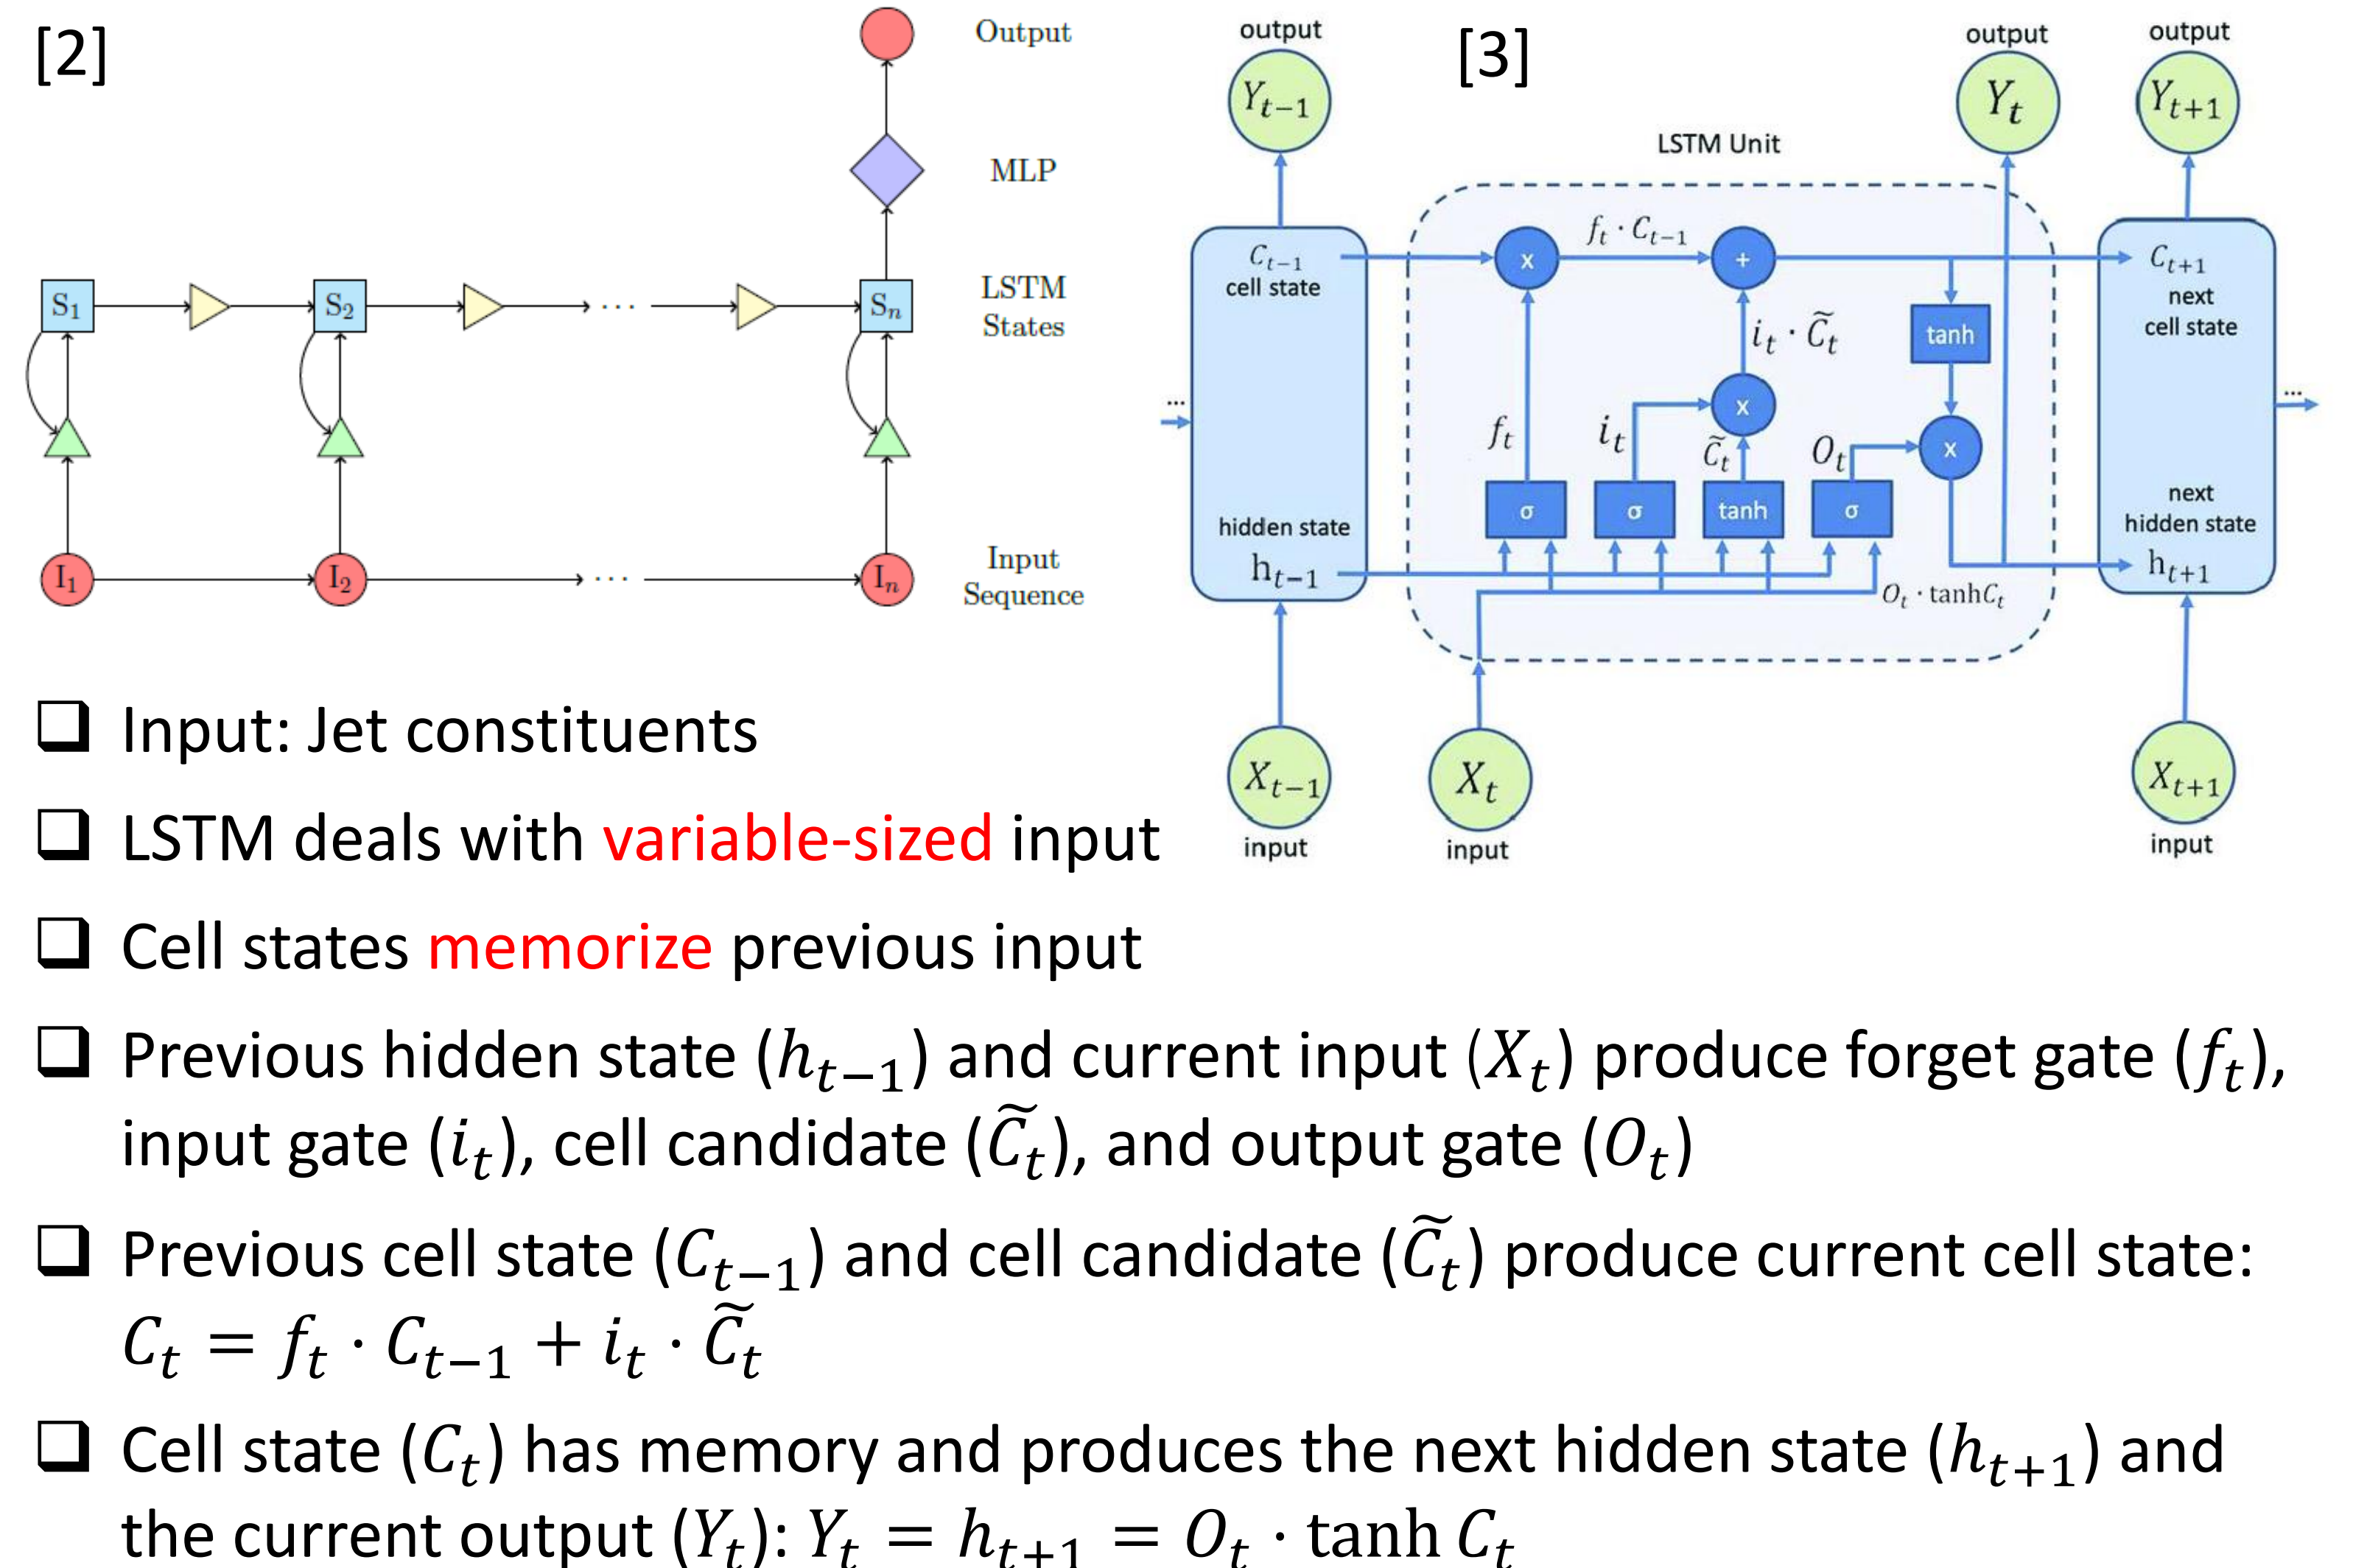 [2]
Output
MLP
S₁
S₂
· · ·
Sₙ
LSTM
States
I₁
I₂
· · ·
Iₙ
Input
Sequence
[3]
output
output
output
Yₜ₋₁
Yₜ
Yₜ₊₁
LSTM Unit
Cₜ₋₁
cell state
x
fₜ · Cₜ₋₁
+
Cₜ₊₁
next
cell state
iₜ · C̃ₜ
tanh
...
...
x
fₜ
iₜ
C̃ₜ
Oₜ
x
σ
σ
tanh
σ
hidden state
hₜ₋₁
next
hidden state
hₜ₊₁
Oₜ · tanhCₜ
Xₜ₋₁
Xₜ
Xₜ₊₁
input
input
input
❑ Input: Jet constituents
❑ LSTM deals with variable-sized input
❑ Cell states memorize previous input
❑ Previous hidden state (hₜ₋₁) and current input (Xₜ) produce forget gate (fₜ),
input gate (iₜ), cell candidate (C̃ₜ), and output gate (Oₜ)
❑ Previous cell state (Cₜ₋₁) and cell candidate (C̃ₜ) produce current cell state:
Cₜ = fₜ · Cₜ₋₁ + iₜ · C̃ₜ
❑ Cell state (Cₜ) has memory and produces the next hidden state (hₜ₊₁) and
the current output (Yₜ): Yₜ = hₜ₊₁ = Oₜ · tanh Cₜ